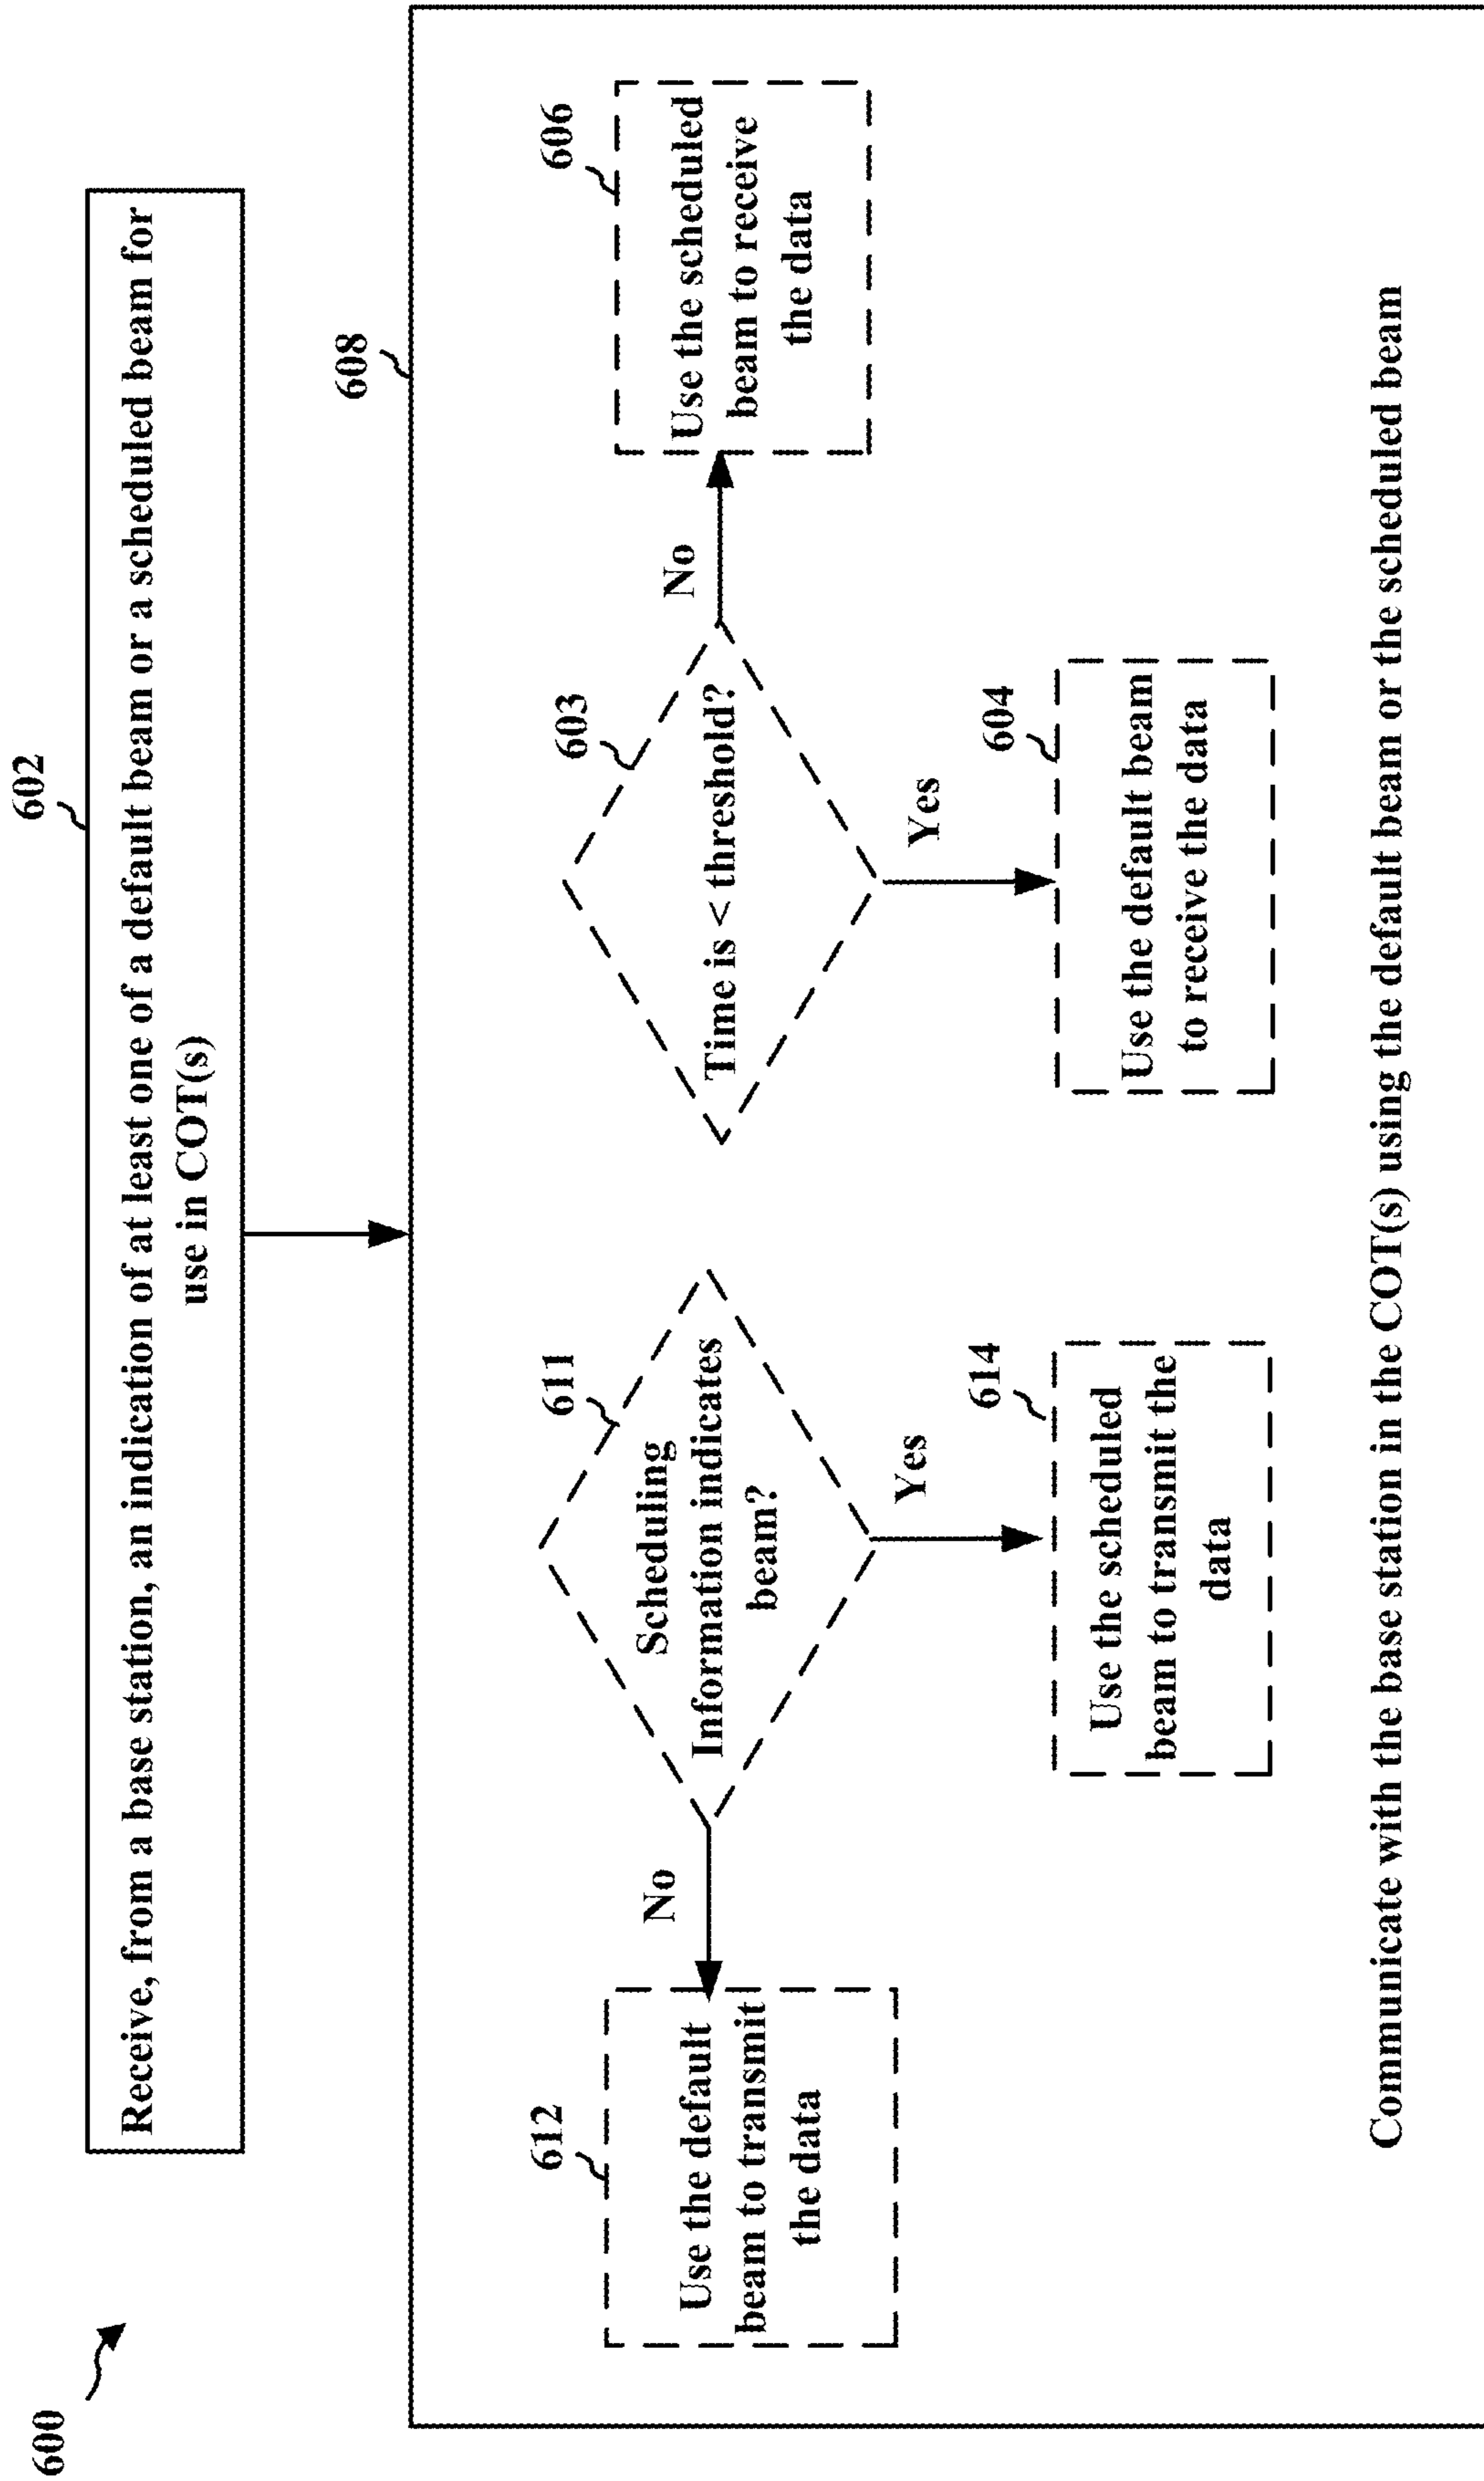 600
602
Receive, from a base station, an indication of at least one of a default beam or a scheduled beam for
use in COT(s)
608
612
Use the default
beam to transmit
the data
No
611
Scheduling
Information indicates
beam?
Yes
614
Use the scheduled
beam to transmit the
data
603
Time is < threshold?
No
606
Use the scheduled
beam to receive
the data
Yes
604
Use the default beam
to receive the data
Communicate with the base station in the COT(s) using the default beam or the scheduled beam